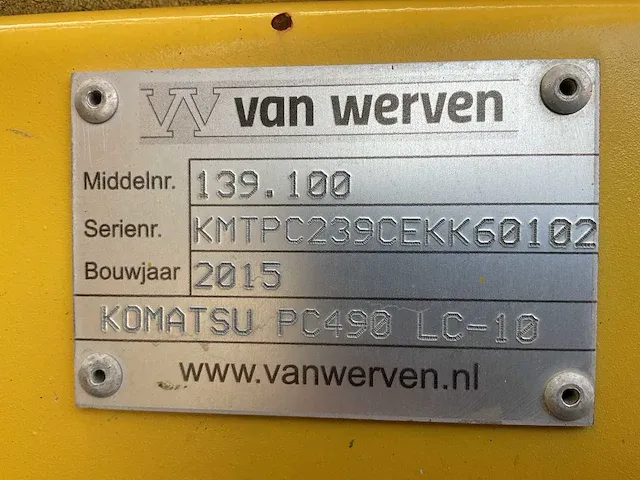 van werven
Middelnr. 139.100
Serienr. KMTPC239CEKK60102
Bouwjaar 2015
KOMATSU PC490 LC-10
www.vanwerven.nl